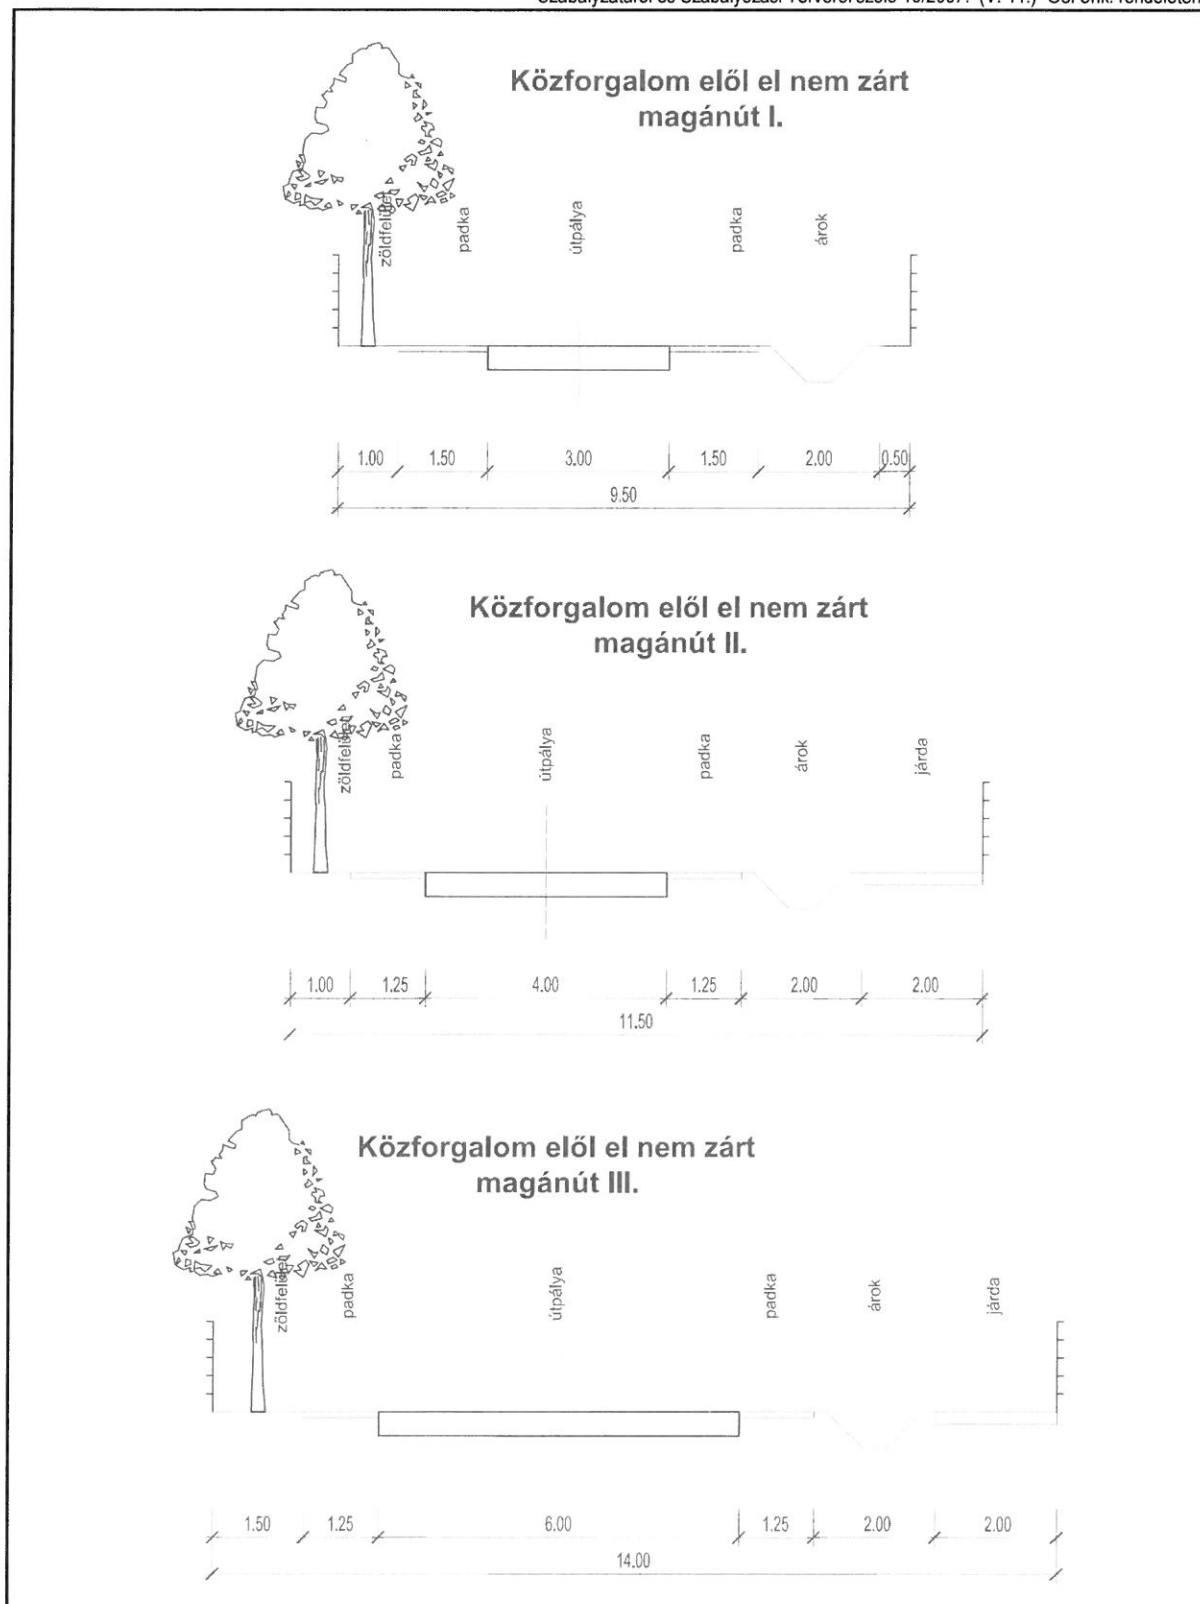 Közforgalom elől el nem zárt
magánút I.
zöldfelület
padka
útpálya
padka
árok
1.00 1.50 3.00 1.50 2.00 0.50
9.50
Közforgalom elől el nem zárt
magánút II.
zöldfelület
padka
útpálya
padka
árok
járda
1.00 1.25 4.00 1.25 2.00 2.00
11.50
Közforgalom elől el nem zárt
magánút III.
zöldfelület
padka
útpálya
padka
árok
járda
1.50 1.25 6.00 1.25 2.00 2.00
14.00